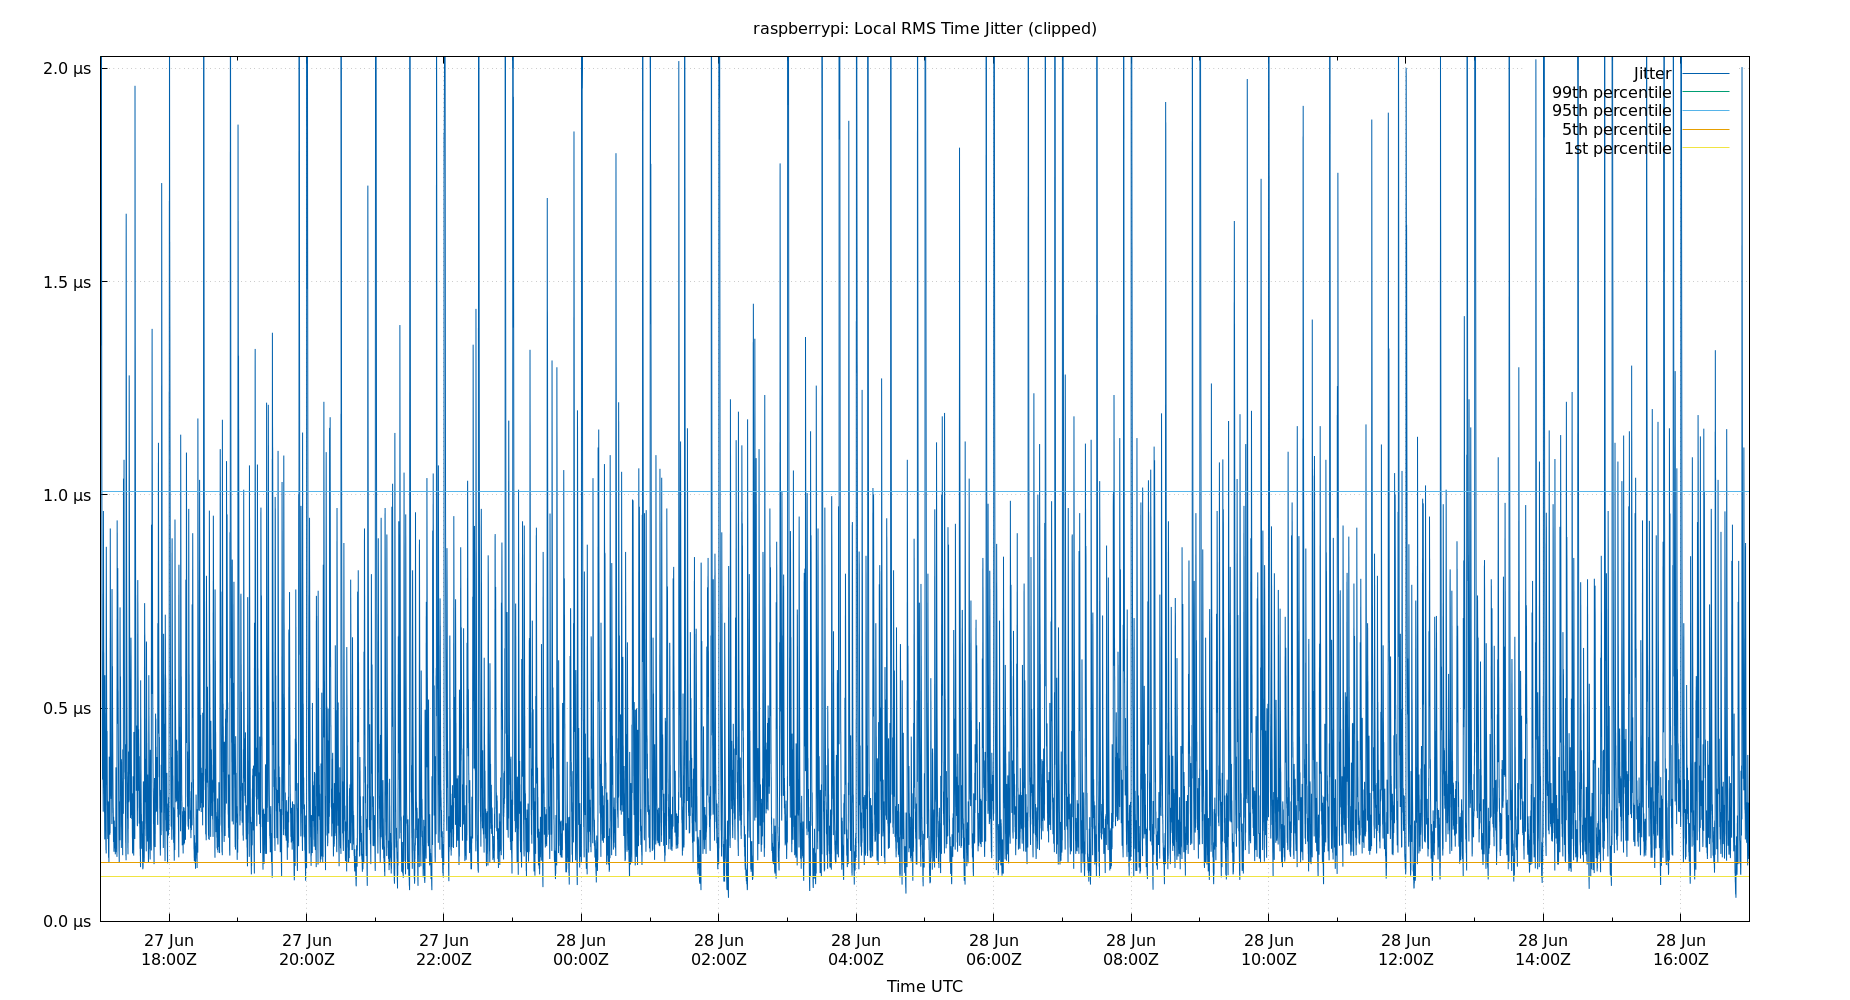 raspberrypi: Local RMS Time Jitter (clipped)
2.0 µs
1.5 µs
1.0 µs
0.5 µs
0.0 µs
Jitter
99th percentile
95th percentile
5th percentile
1st percentile
27 Jun 27 Jun 27 Jun 28 Jun 28 Jun 28 Jun 28 Jun 28 Jun 28 Jun 28 Jun 28 Jun 28 Jun
18:00Z 20:00Z 22:00Z 00:00Z 02:00Z 04:00Z 06:00Z 08:00Z 10:00Z 12:00Z 14:00Z 16:00Z
Time UTC